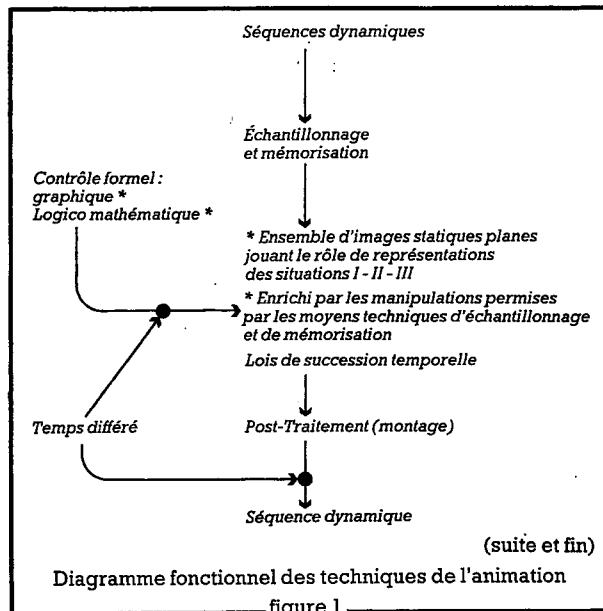 Séquences dynamiques
Échantillonnage
et mémorisation
Contrôle formel :
graphique *
Logico mathématique *
* Ensemble d'images statiques planes
jouant le rôle de représentations
des situations I - II - III
* Enrichi par les manipulations permises
par les moyens techniques d'échantillonnage
et de mémorisation
Lois de succession temporelle
Temps différé
Post-Traitement (montage)
Séquence dynamique
(suite et fin)
Diagramme fonctionnel des techniques de l'animation
figure 1